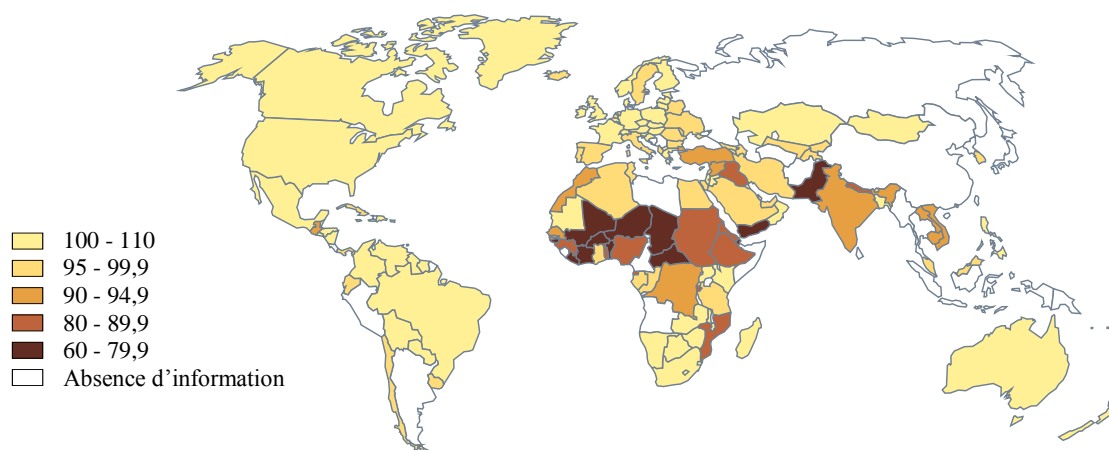 100 - 110
95 - 99,9
90 - 94,9
80 - 89,9
60 - 79,9
Absence d’information